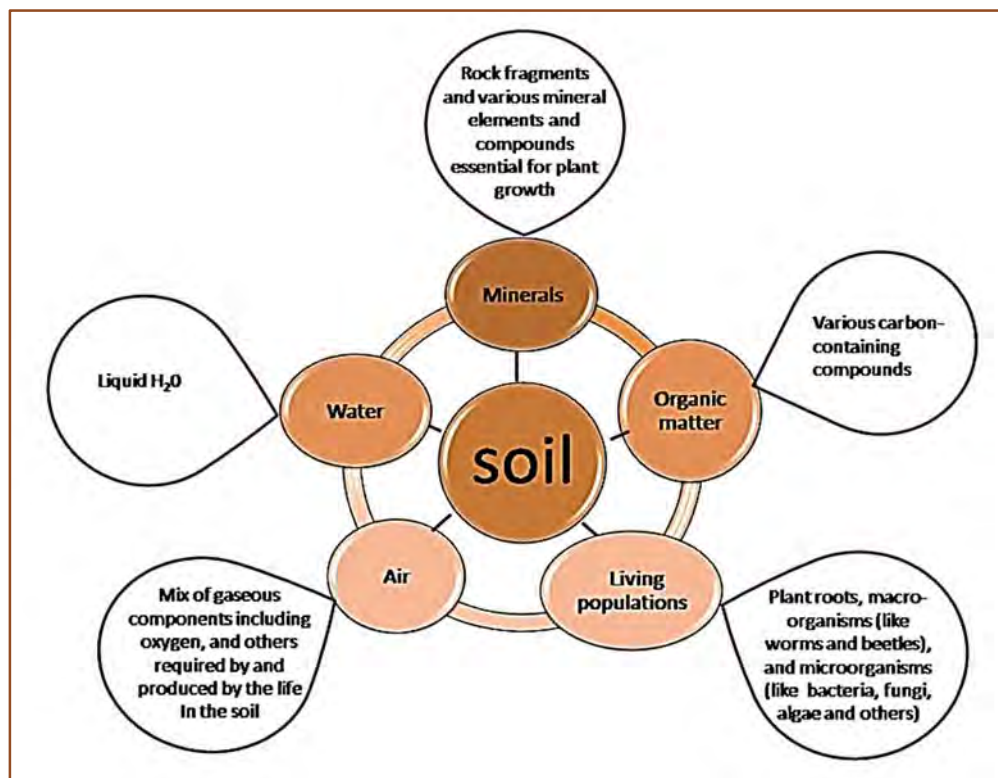 Rock fragments
and various mineral
elements and
compounds
essential for plant
growth
Minerals
Various carbon-
containing
compounds
Organic
matter
Liquid H₂0
Water
soil
Air
Mix of gaseous
components including
oxygen, and others
required by and
produced by the life
In the soil
Living
populations
Plant roots, macro-
organisms (like
worms and beetles),
and microorganisms
(like bacteria, fungi,
algae and others)